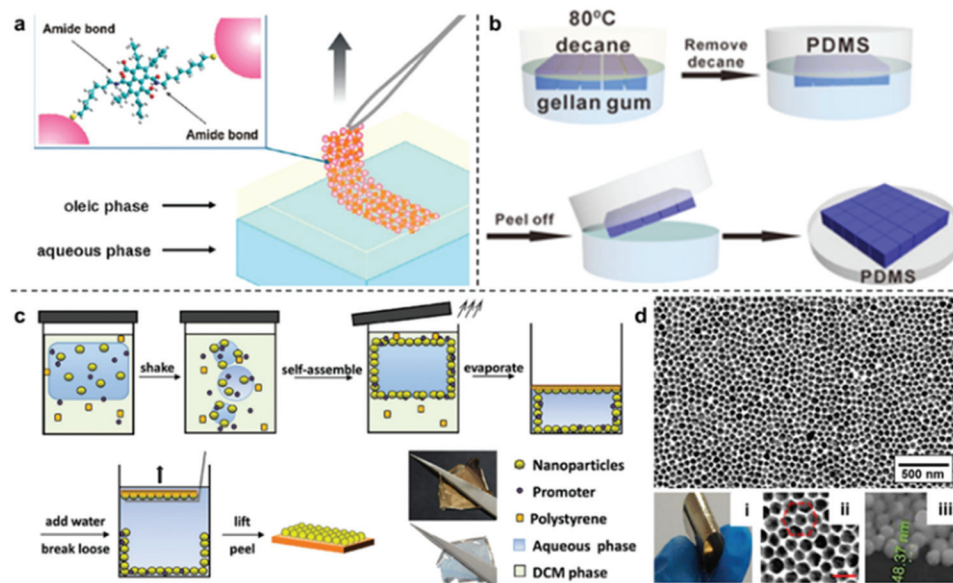 a
Amide bond
Amide bond
oleic phase
aqueous phase
b
80ºC
decane
gellan gum
Remove
decane
PDMS
Peel off
PDMS
c
shake
self-assemble
evaporate
add water
break loose
lift
peel
Nanoparticles
Promoter
Polystyrene
Aqueous phase
DCM phase
d
500 nm
i
ii
iii
8.37 nm